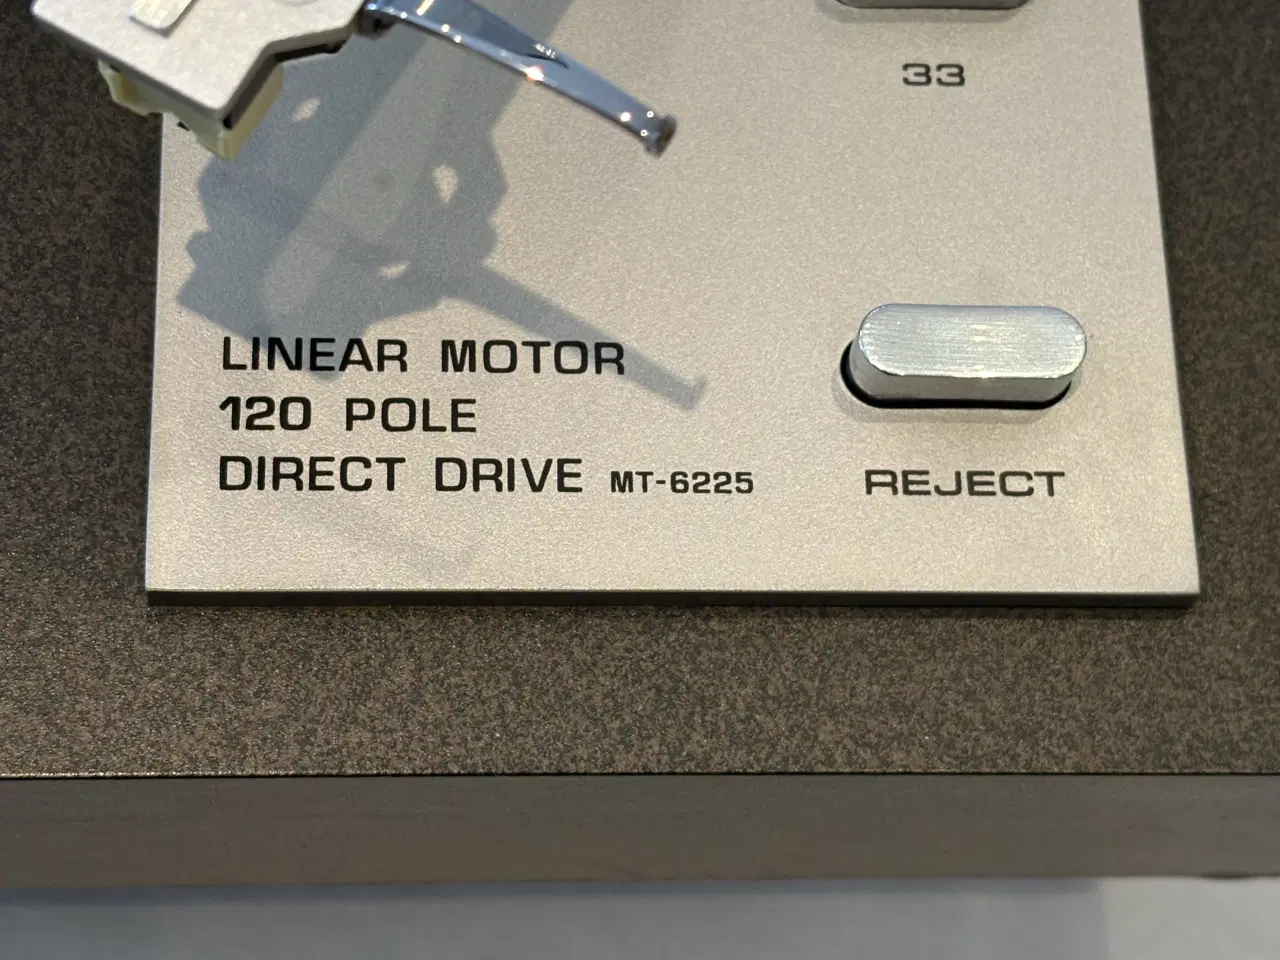 33
LINEAR MOTOR
120 POLE
DIRECT DRIVE MT-6225
REJECT